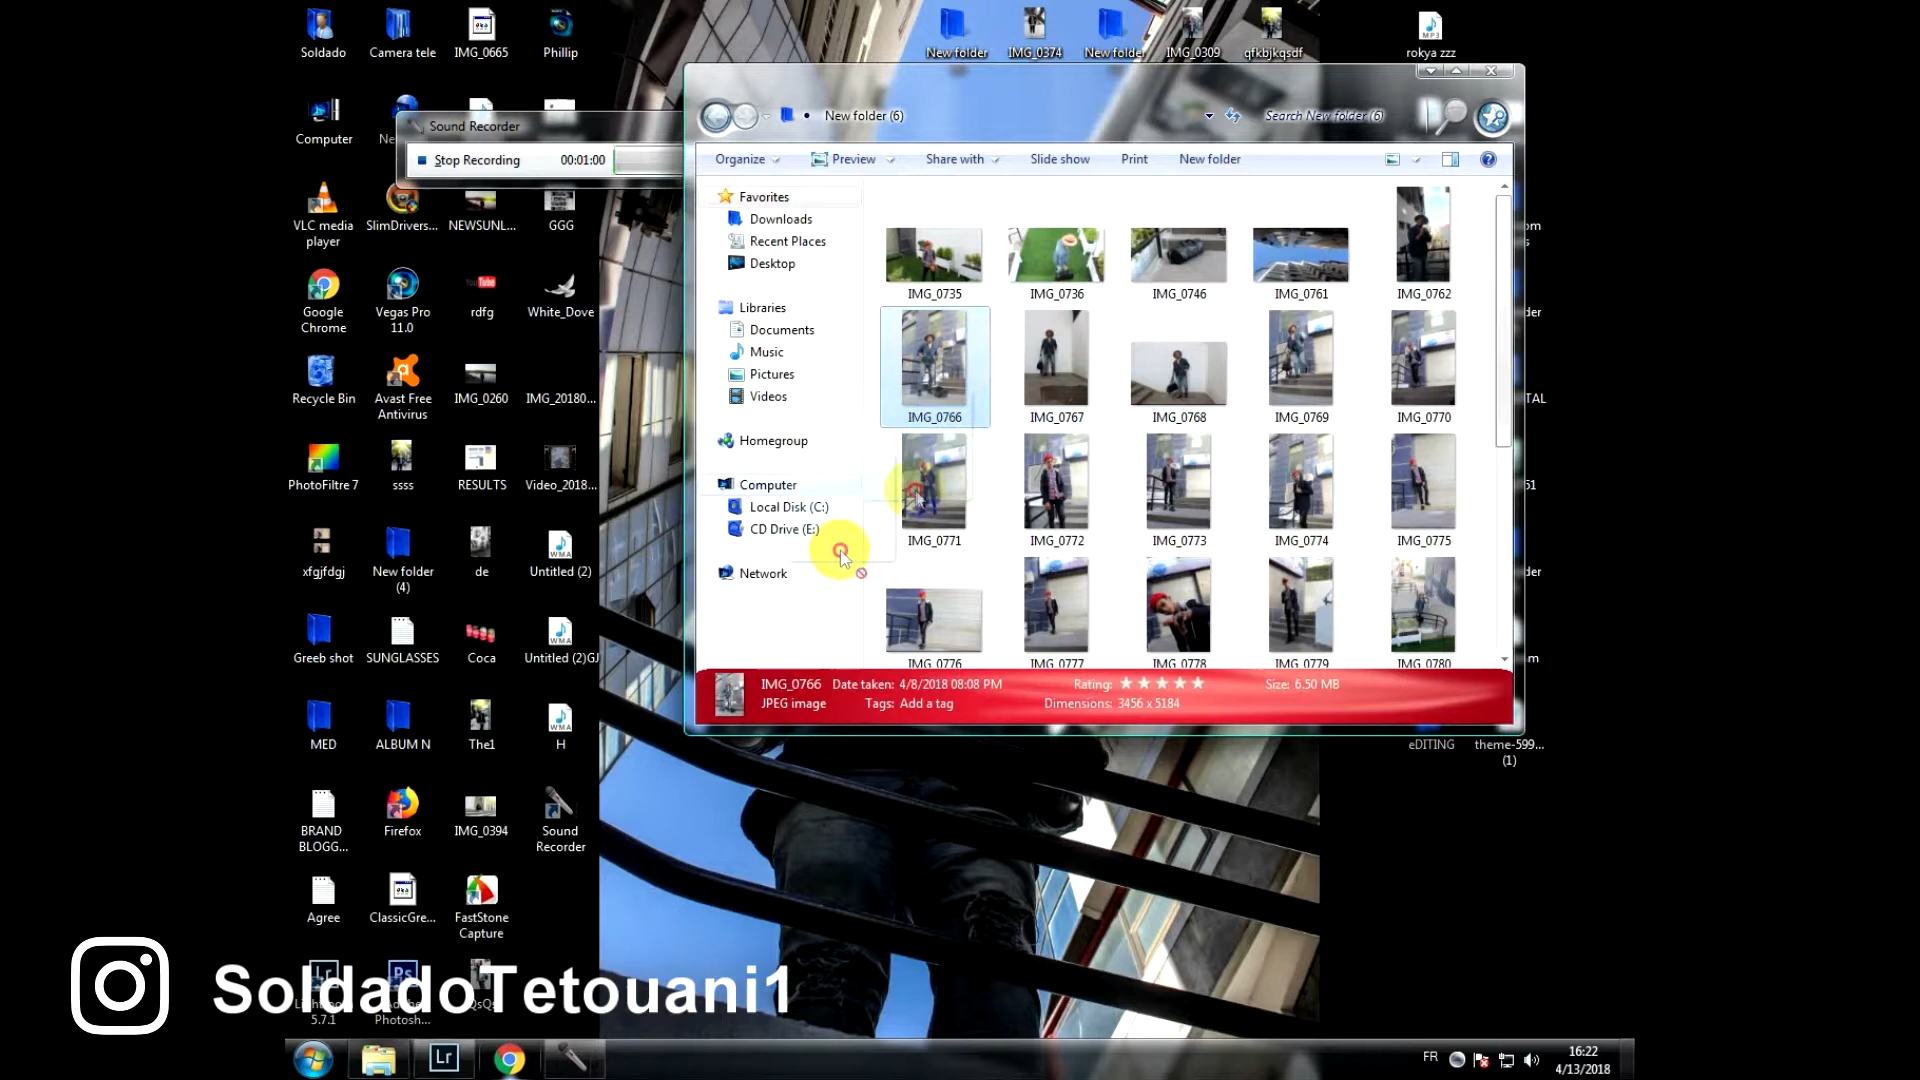 Soldado
Camera tele
IMG_0665
Phillip
New folder
IMG_0374
New folder
IMG_0309
qfkbjkqsdf
rokya zzz
Computer
Sound Recorder
Stop Recording
00:01:00
VLC media
player
SlimDrivers...
NEWSUNL...
GGG
Google
Chrome
Vegas Pro
11.0
rdfg
White_Dove
Recycle Bin
Avast Free
Antivirus
IMG_0260
IMG_20180...
PhotoFiltre 7
ssss
RESULTS
Video_2018...
xfgjfdgj
New folder
(4)
de
Untitled (2)
Greeb shot
SUNGLASSES
Coca
Untitled (2)GJ
MED
ALBUM N
The1
H
BRAND
BLOGG...
Firefox
IMG_0394
Sound
Recorder
Agree
ClassicGre...
FastStone
Capture
5.7.1
Photosh...
New folder (6)
Search New folder (6)
Organize
Preview
Share with
Slide show
Print
New folder
Favorites
Downloads
Recent Places
Desktop
Libraries
Documents
Music
Pictures
Videos
Homegroup
Computer
Local Disk (C:)
CD Drive (E:)
Network
IMG_0735
IMG_0736
IMG_0746
IMG_0761
IMG_0762
IMG_0766
IMG_0767
IMG_0768
IMG_0769
IMG_0770
IMG_0771
IMG_0772
IMG_0773
IMG_0774
IMG_0775
IMG_0776
IMG_0777
IMG_0778
IMG_0779
IMG_0780
IMG_0766 Date taken: 4/8/2018 08:08 PM Rating: Size: 6.50 MB
JPEG image Tags: Add a tag Dimensions: 3456 x 5184
eDITING
theme-599...
(1)
SoldadoTetouani1
Lr
FR
16:22
4/13/2018